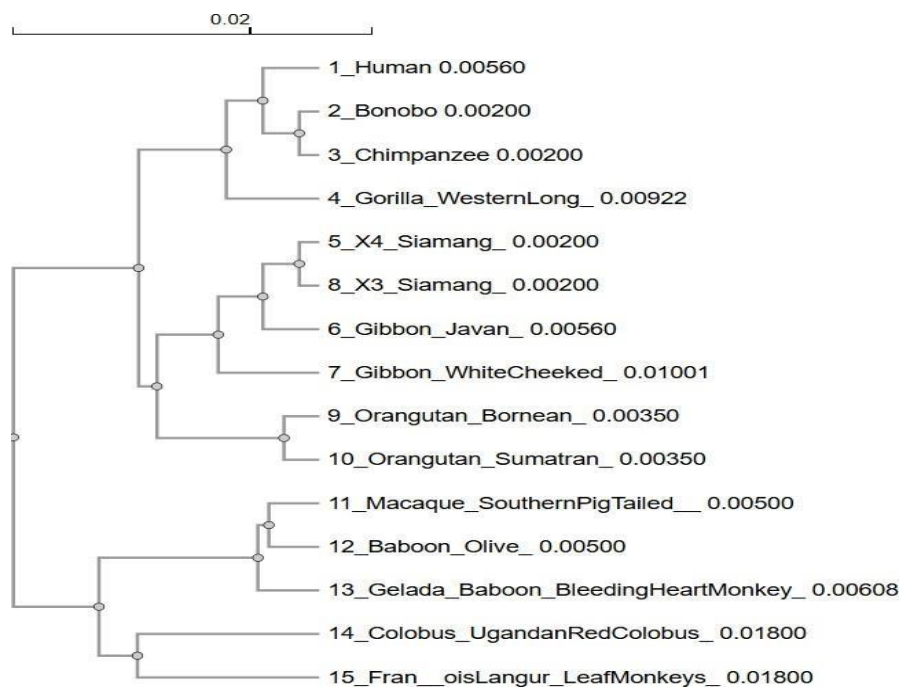 0.02
1_Human 0.00560
2_Bonobo 0.00200
3_Chimpanzee 0.00200
4_Gorilla_WesternLong_ 0.00922
5_X4_Siamang_ 0.00200
8_X3_Siamang_ 0.00200
6_Gibbon_Javan_ 0.00560
7_Gibbon_WhiteCheeked_ 0.01001
9_Orangutan_Bornean_ 0.00350
10_Orangutan_Sumatran_ 0.00350
11_Macaque_SouthernPigTailed__ 0.00500
12_Baboon_Olive_ 0.00500
13_Gelada_Baboon_BleedingHeartMonkey_ 0.00608
14_Colobus_UgandanRedColobus_ 0.01800
15_Fran__oisLangur_LeafMonkeys_ 0.01800